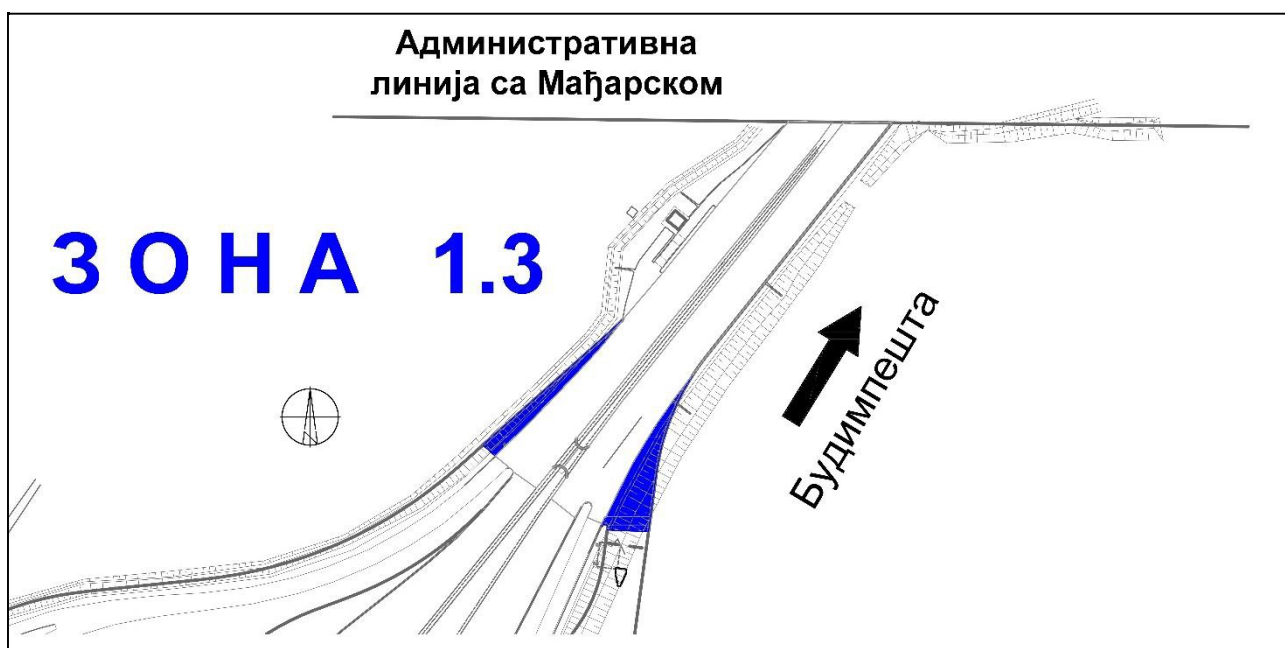 Административна
линија са Мађарском
З О Н А 1.3
Будимпешта